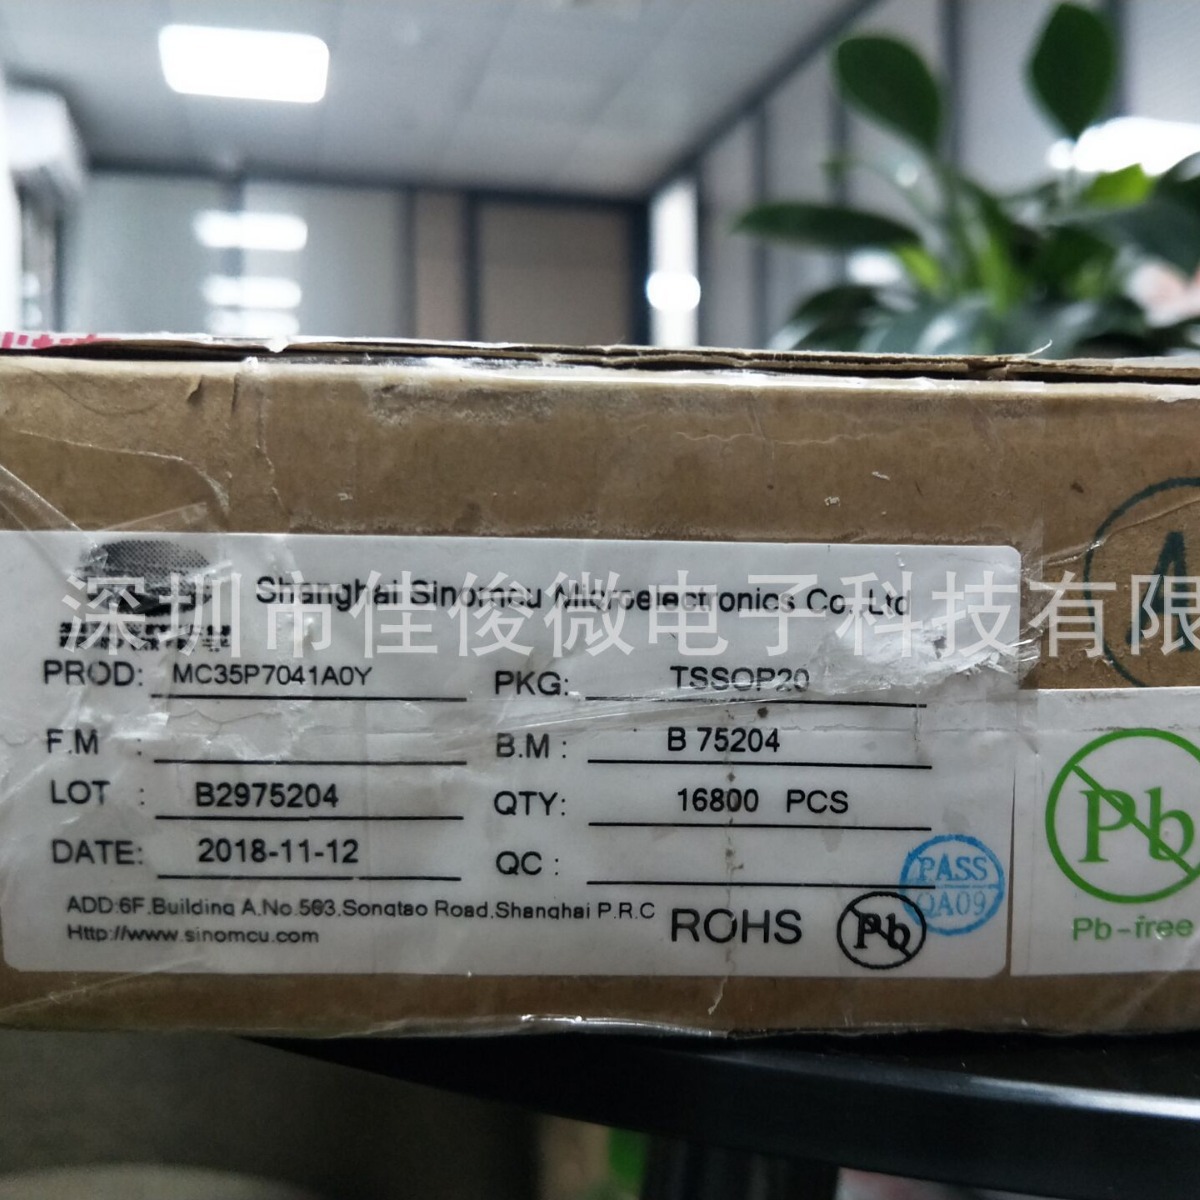 深圳市佳俊微电子科技有限
Shanghai Sinomcu Microelectronics Co., Ltd
PROD: MC35P7041A0Y PKG: TSSOP20
F.M : B.M : B 75204
LOT : B2975204 QTY: 16800 PCS
DATE: 2018-11-12 QC :
PASS
QA09
ADD:6F.Building A.No.563.Songtao Road.Shanghai P.R.C
Http://www.sinomcu.com
ROHS Pb
Pb
Pb-free